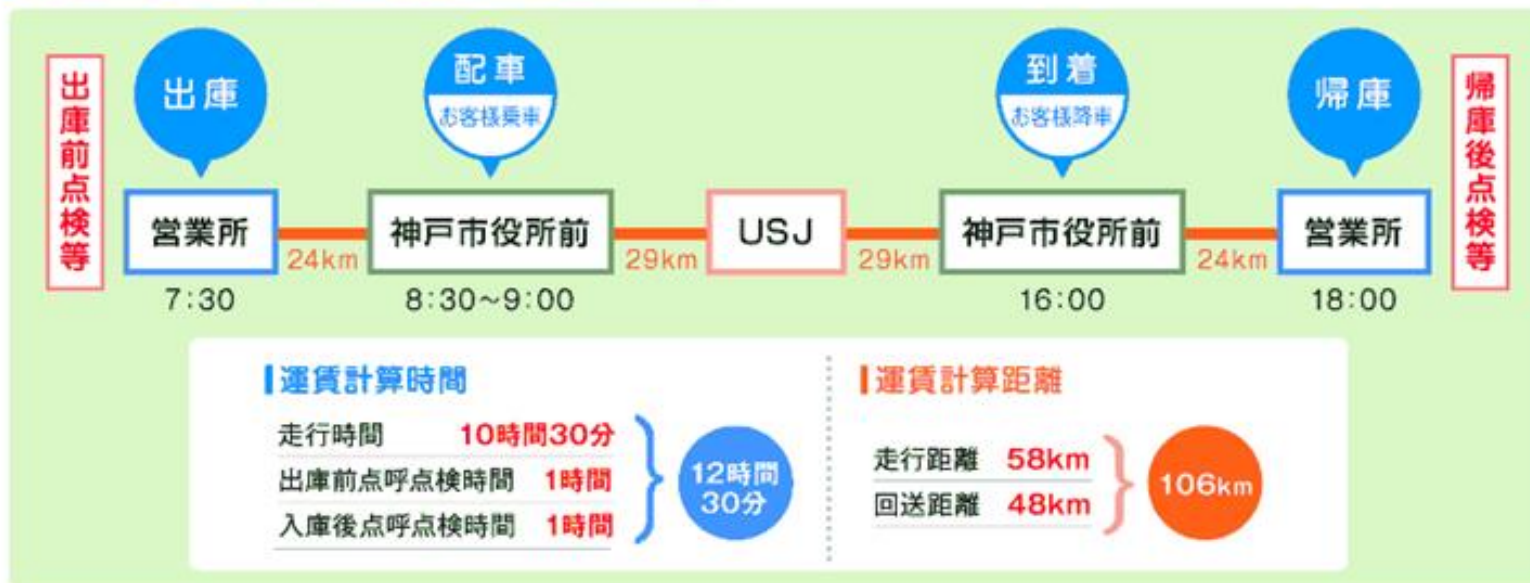 出庫前点検等
出庫
配車
お客様乗車
到着
お客様降車
帰庫
帰庫後点検等
営業所
神戸市役所前
USJ
神戸市役所前
営業所
24km
29km
29km
24km
7:30
8:30～9:00
16:00
18:00
運賃計算時間
走行時間 10時間30分
出庫前点呼点検時間 1時間
入庫後点呼点検時間 1時間
12時間
30分
運賃計算距離
走行距離 58km
回送距離 48km
106km